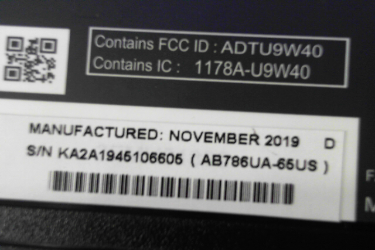 Contains FCC ID : ADTU9W40
Contains IC : 1178A-U9W40
MANUFACTURED: NOVEMBER 2019 D
S/N KA2A1945106605 ( AB786UA-65US )
F
M